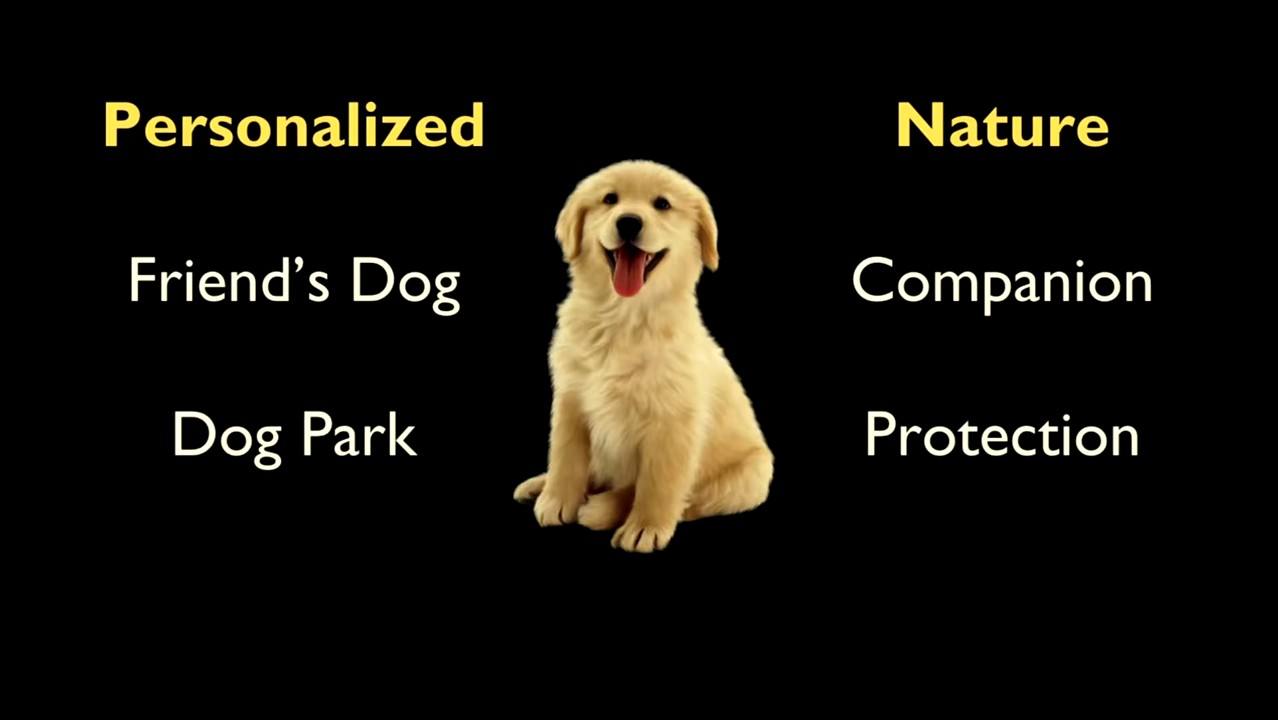 Personalized
Friend’s Dog
Dog Park
Nature
Companion
Protection